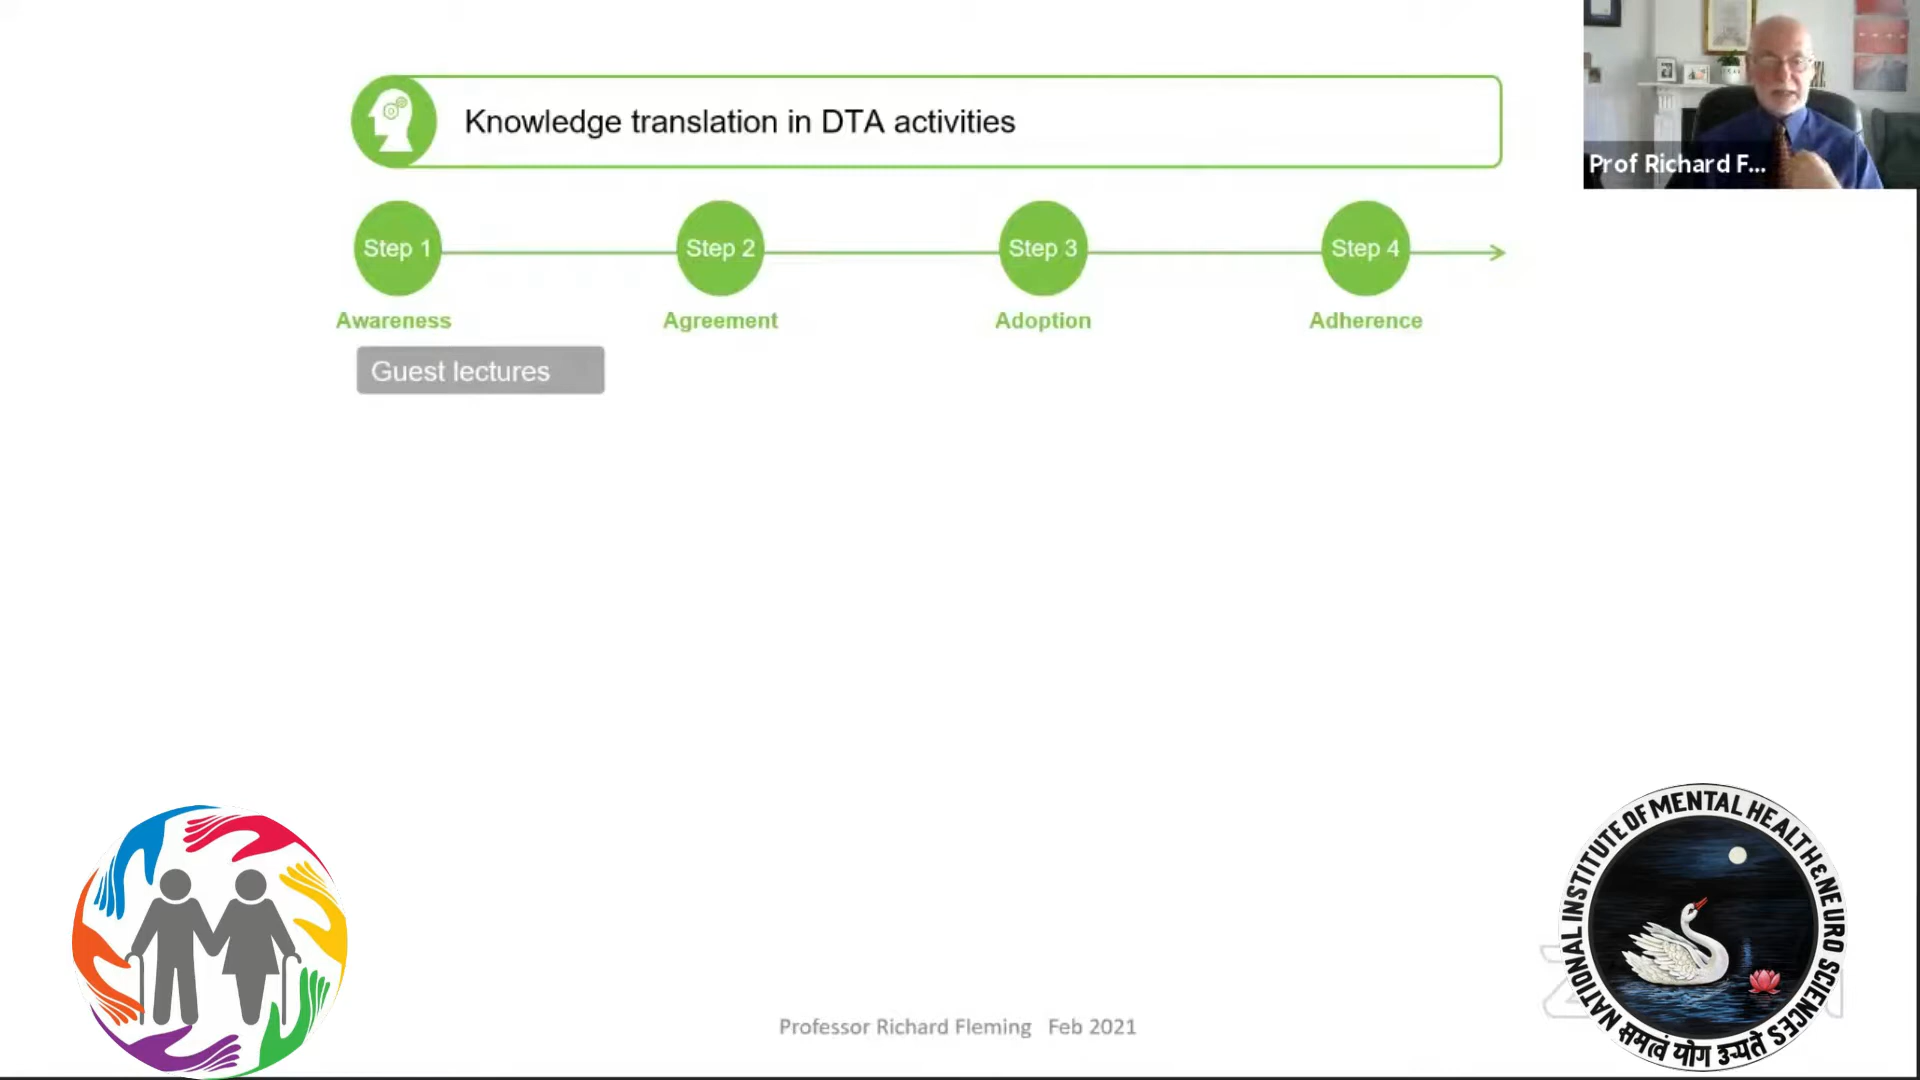 Knowledge translation in DTA activities
Prof Richard F...
Step 1
Step 2
Step 3
Step 4
Awareness
Agreement
Adoption
Adherence
Guest lectures
Professor Richard Fleming Feb 2021
NATIONAL INSTITUTE OF MENTAL HEALTH & NEURO SCIENCES
समत्वं योग उच्यते